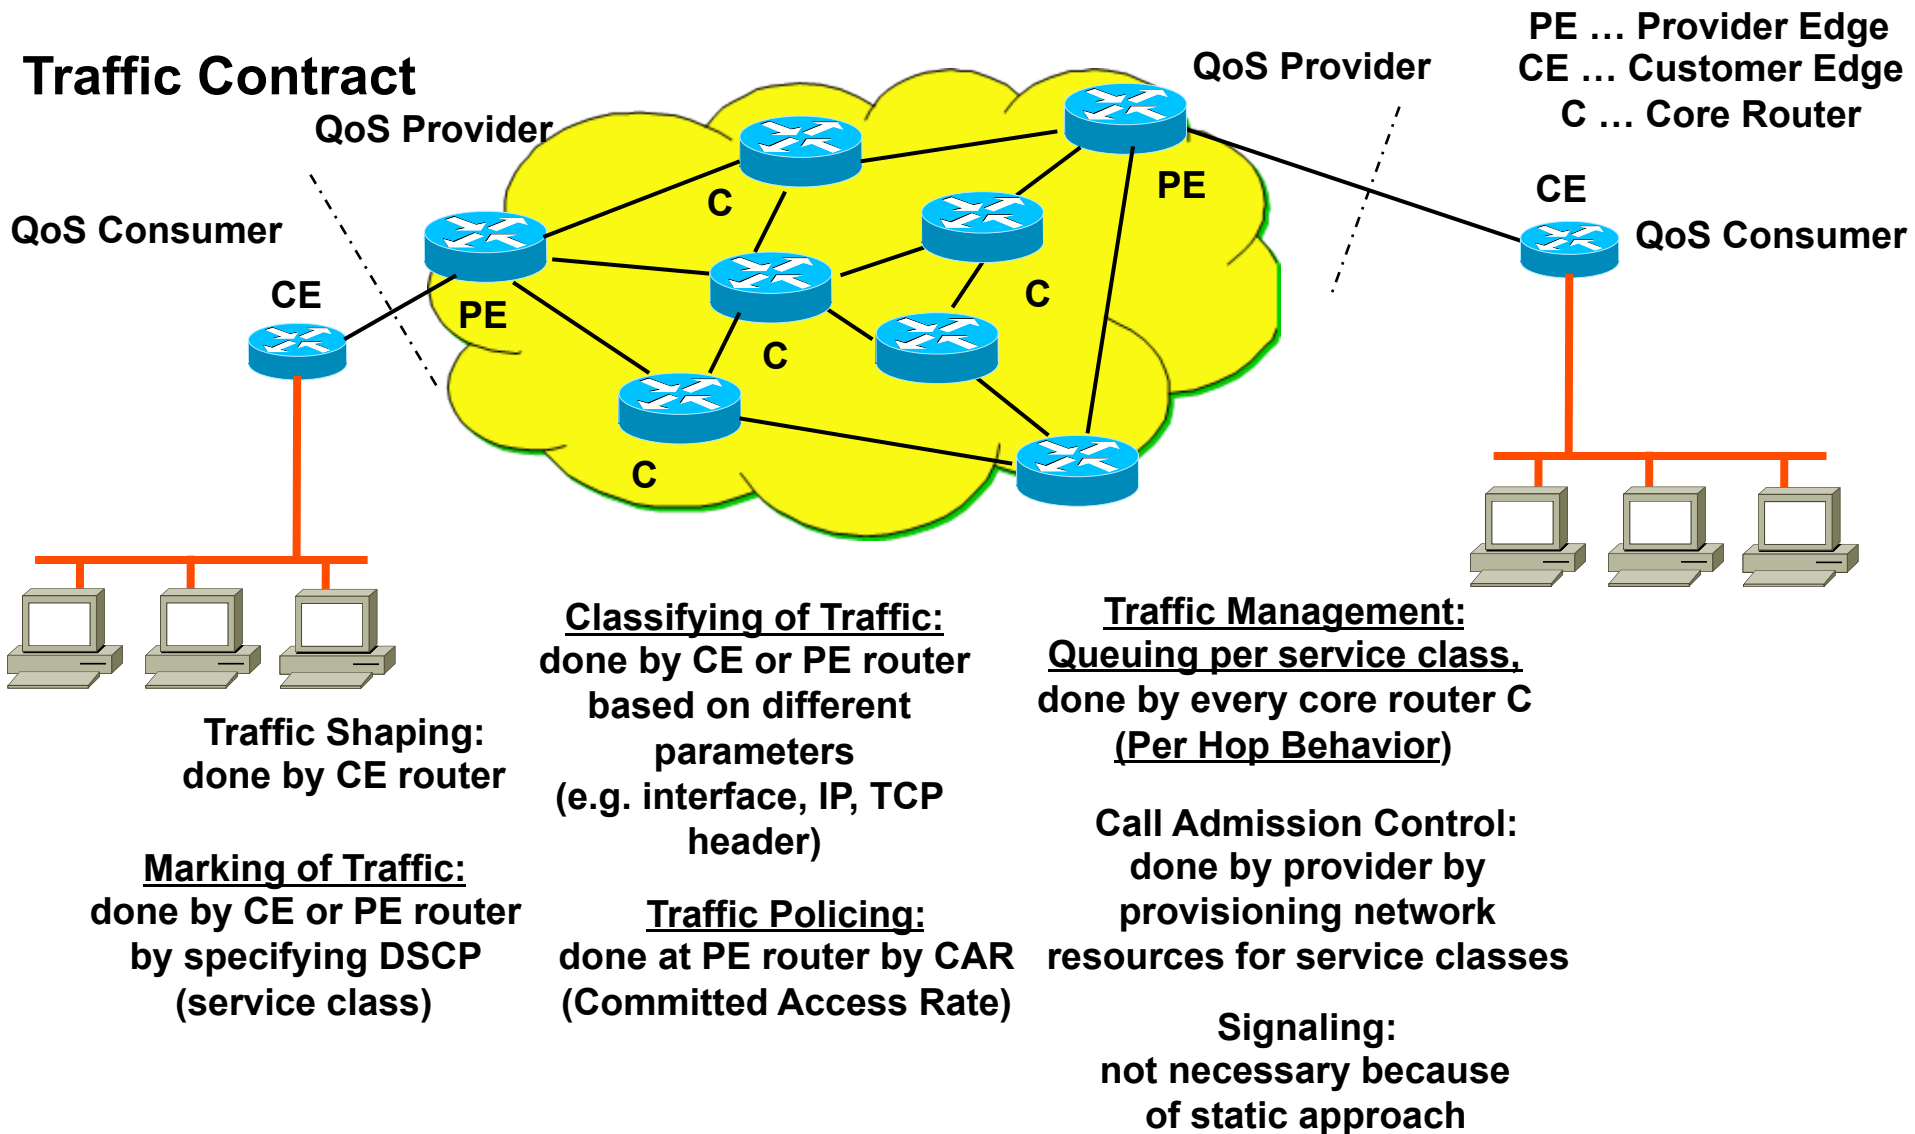 Traffic Contract
QoS Provider
QoS Consumer
CE
PE
C
C
C
C
QoS Provider
PE
PE … Provider Edge
CE … Customer Edge
C … Core Router
CE
QoS Consumer
Traffic Shaping:
done by CE router
Marking of Traffic:
done by CE or PE router
by specifying DSCP
(service class)
Classifying of Traffic:
done by CE or PE router
based on different
parameters
(e.g. interface, IP, TCP
header)
Traffic Policing:
done at PE router by CAR
(Committed Access Rate)
Traffic Management:
Queuing per service class,
done by every core router C
(Per Hop Behavior)
Call Admission Control:
done by provider by
provisioning network
resources for service classes
Signaling:
not necessary because
of static approach